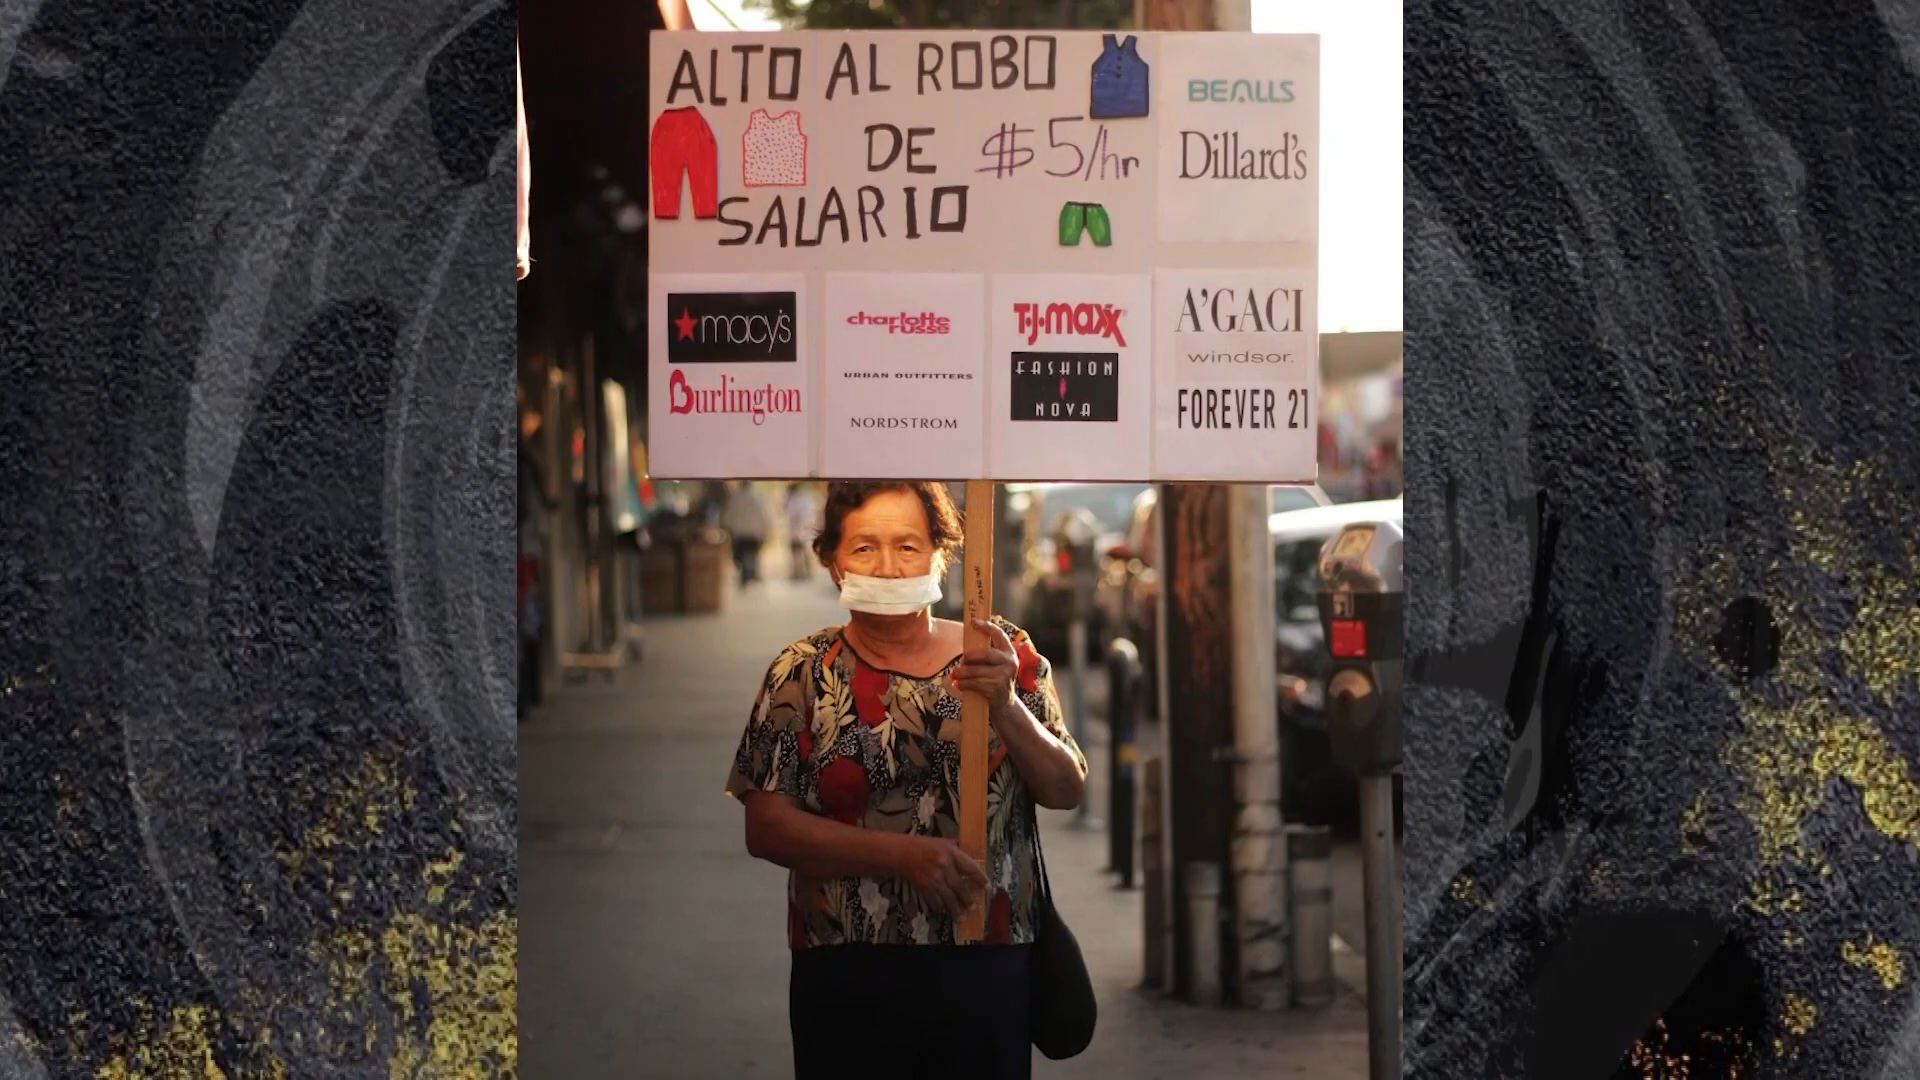 ALTO AL ROBO
DE $5/hr
SALARIO
BEALLS
Dillard's
macy's
Burlington
charlotte
russe
URBAN OUTFITTERS
NORDSTROM
T·J·maxx
FASHION
NOVA
A'GACI
windsor.
FOREVER 21